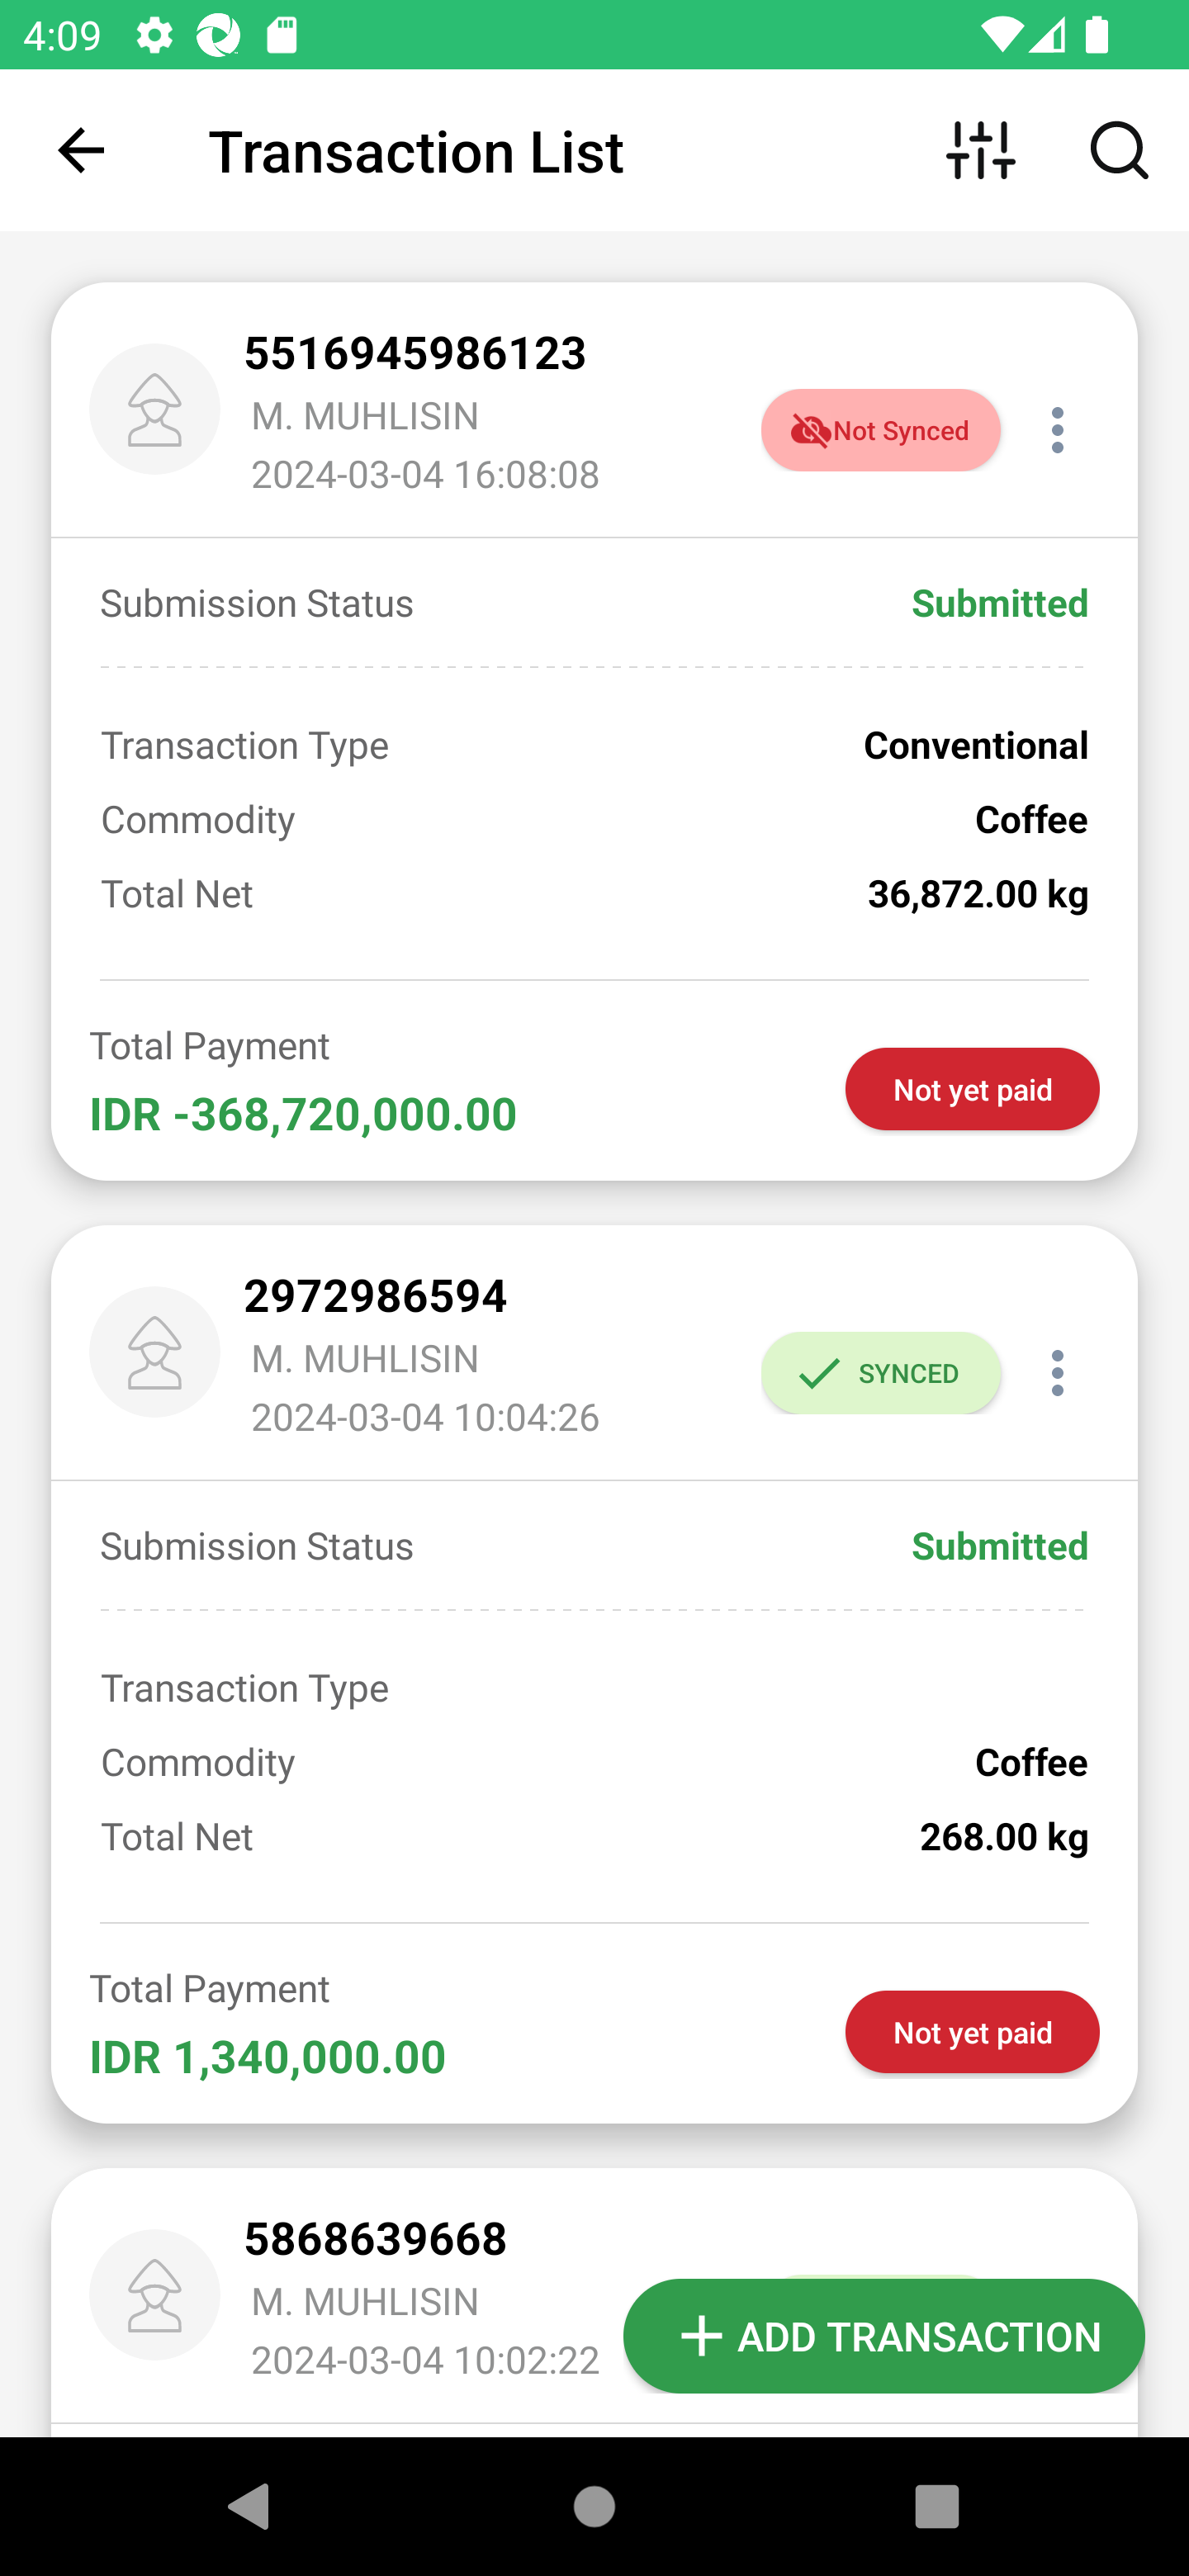 4:09
Transaction List
5516945986123
M. MUHLISIN
Not Synced
2024-03-04 16:08:08
Submission Status Submitted
Transaction Type Conventional
Commodity Coffee
Total Net 36,872.00 kg
Total Payment
IDR -368,720,000.00
Not yet paid
2972986594
M. MUHLISIN
SYNCED
2024-03-04 10:04:26
Submission Status Submitted
Transaction Type
Commodity Coffee
Total Net 268.00 kg
Total Payment
IDR 1,340,000.00
Not yet paid
5868639668
M. MUHLISIN
2024-03-04 10:02:22
ADD TRANSACTION